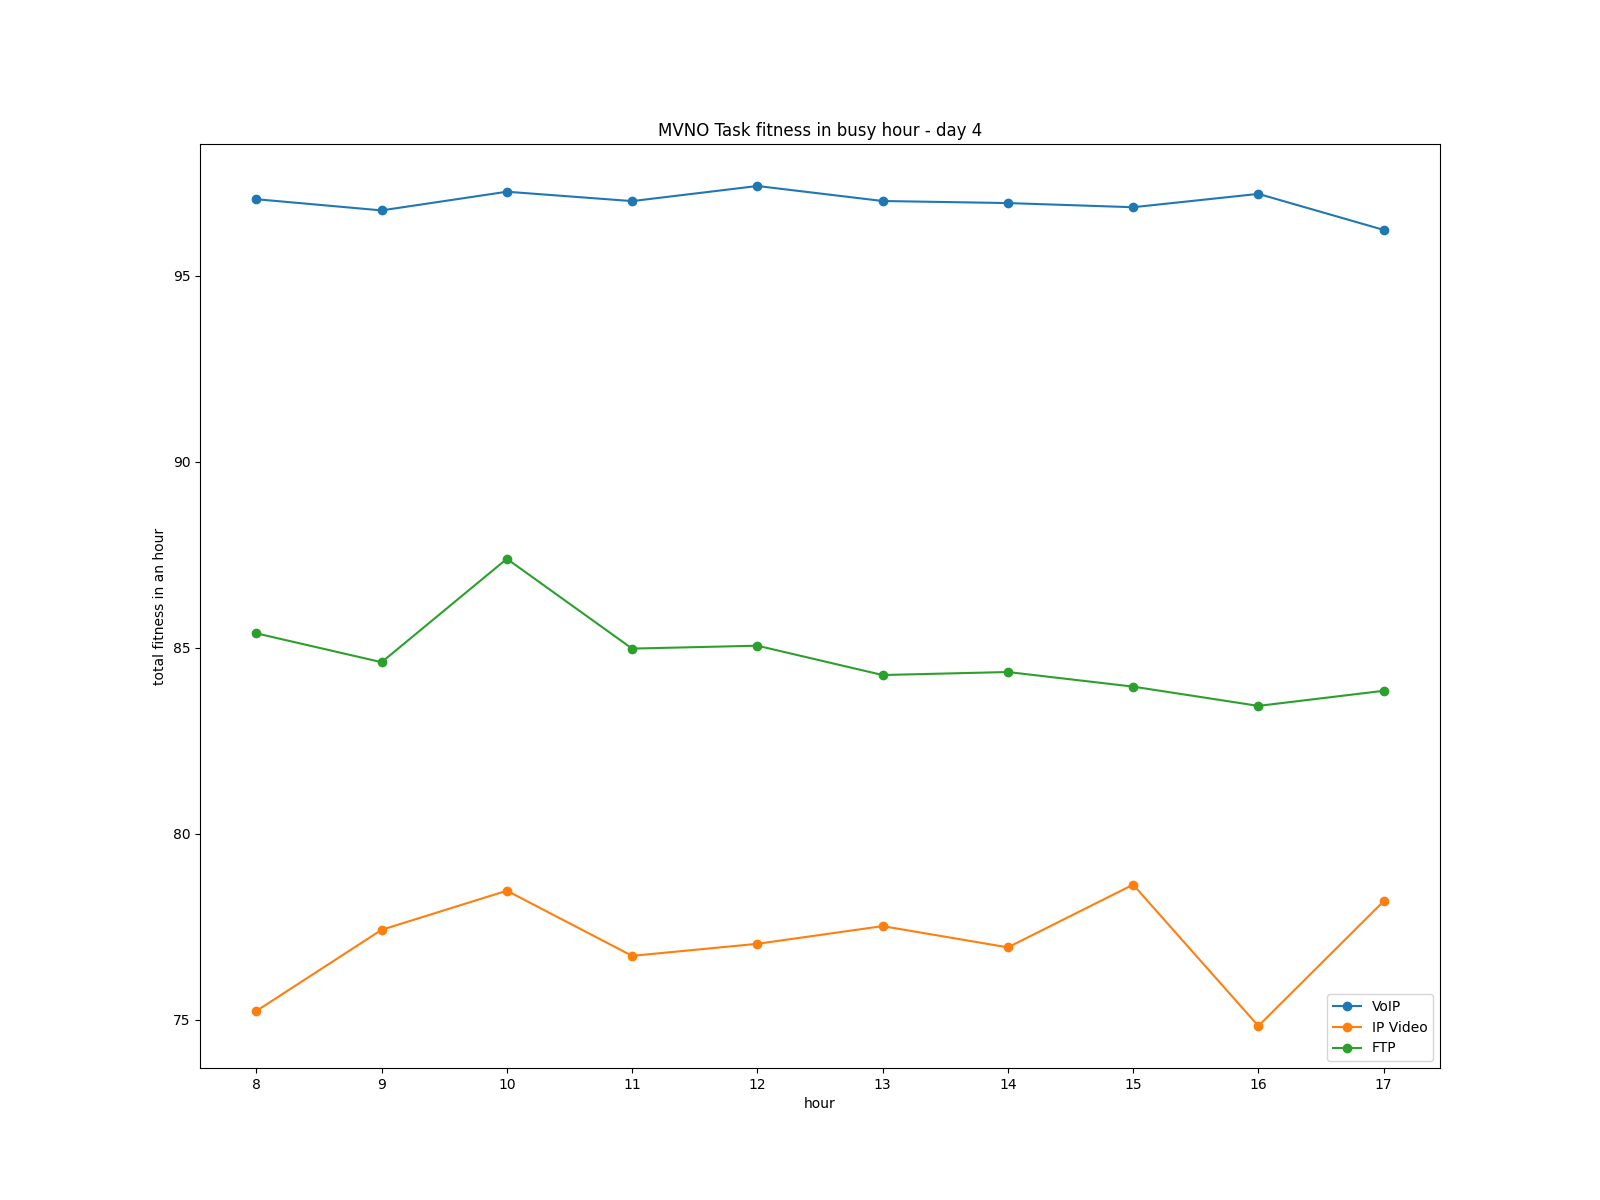 MVNO Task fitness in busy hour - day 4
total fitness in an hour
95
90
85
80
75
8 9 10 11 12 13 14 15 16 17
hour
VoIP
IP Video
FTP